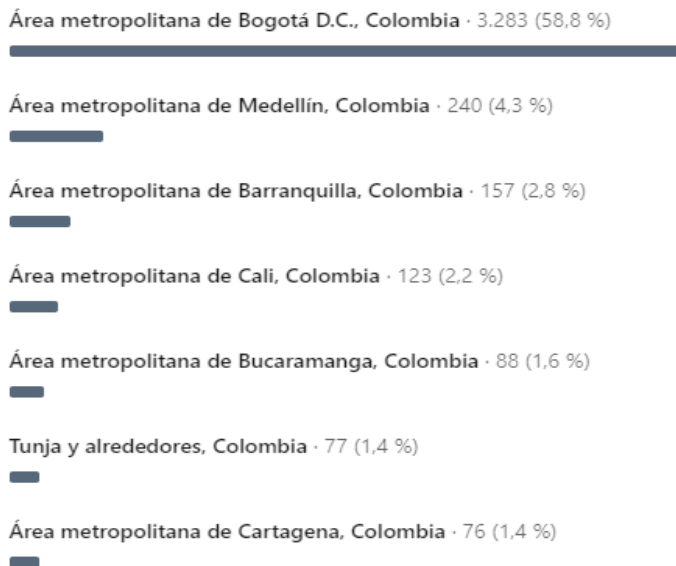 Área metropolitana de Bogotá D.C., Colombia · 3.283 (58,8 %)
Área metropolitana de Medellín, Colombia · 240 (4,3 %)
Área metropolitana de Barranquilla, Colombia · 157 (2,8 %)
Área metropolitana de Cali, Colombia · 123 (2,2 %)
Área metropolitana de Bucaramanga, Colombia · 88 (1,6 %)
Tunja y alrededores, Colombia · 77 (1,4 %)
Área metropolitana de Cartagena, Colombia · 76 (1,4 %)